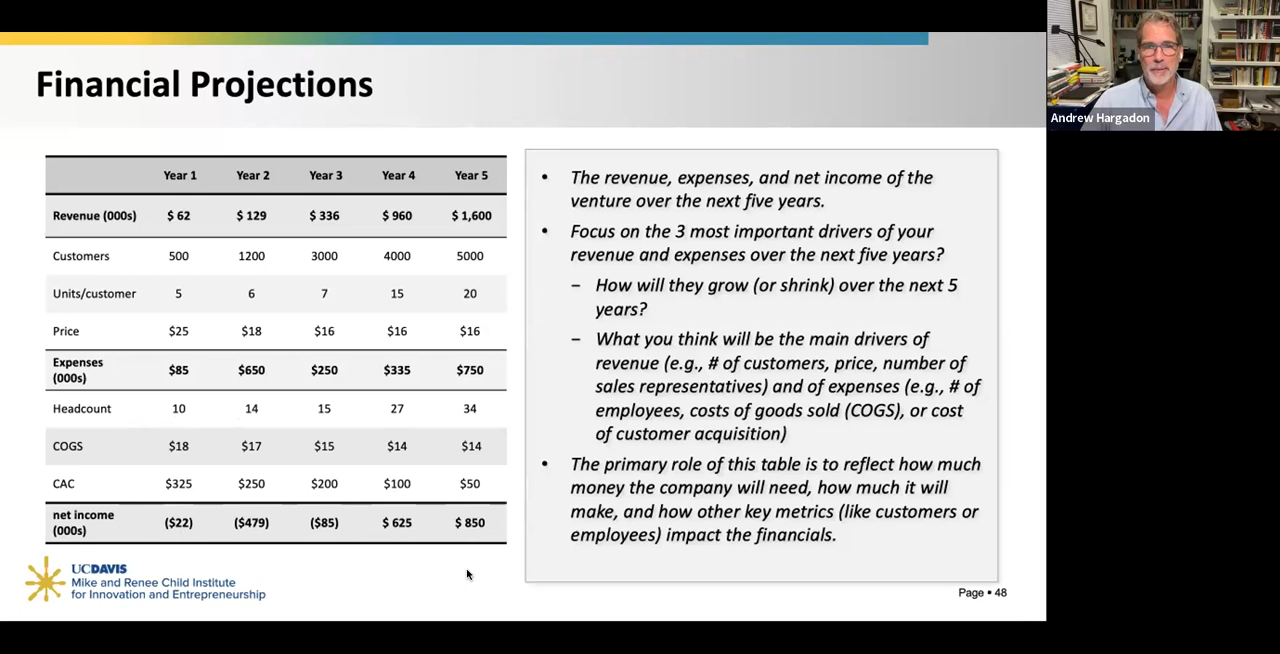 Financial Projections
Year 1 Year 2 Year 3 Year 4 Year 5
Revenue (000s) $ 62 $ 129 $ 336 $ 960 $ 1,600
Customers 500 1200 3000 4000 5000
Units/customer 5 6 7 15 20
Price $25 $18 $16 $16 $16
Expenses
(000s) $85 $650 $250 $335 $750
Headcount 10 14 15 27 34
COGS $18 $17 $15 $14 $14
CAC $325 $250 $200 $100 $50
net income
(000s) ($22) ($479) ($85) $ 625 $ 850
• The revenue, expenses, and net income of the
venture over the next five years.
• Focus on the 3 most important drivers of your
revenue and expenses over the next five years?
– How will they grow (or shrink) over the next 5
years?
– What you think will be the main drivers of
revenue (e.g., # of customers, price, number of
sales representatives) and of expenses (e.g., # of
employees, costs of goods sold (COGS), or cost
of customer acquisition)
• The primary role of this table is to reflect how much
money the company will need, how much it will
make, and how other key metrics (like customers or
employees) impact the financials.
UCDAVIS
Mike and Renee Child Institute
for Innovation and Entrepreneurship
Page ▪ 48
Andrew Hargadon